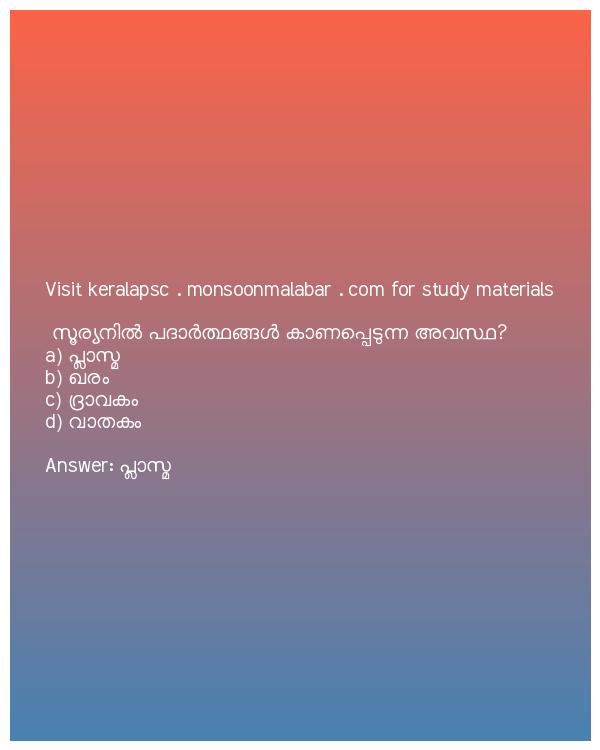 Visit keralapsc . monsoonmalabar . com for study materials
സൂര്യനിൽ പദാർത്ഥങ്ങൾ കാണപ്പെടുന്ന അവസ്ഥ?
a) പ്ലാസ്മ
b) ഖരം
c) ദ്രാവകം
d) വാതകം
Answer: പ്ലാസ്മ